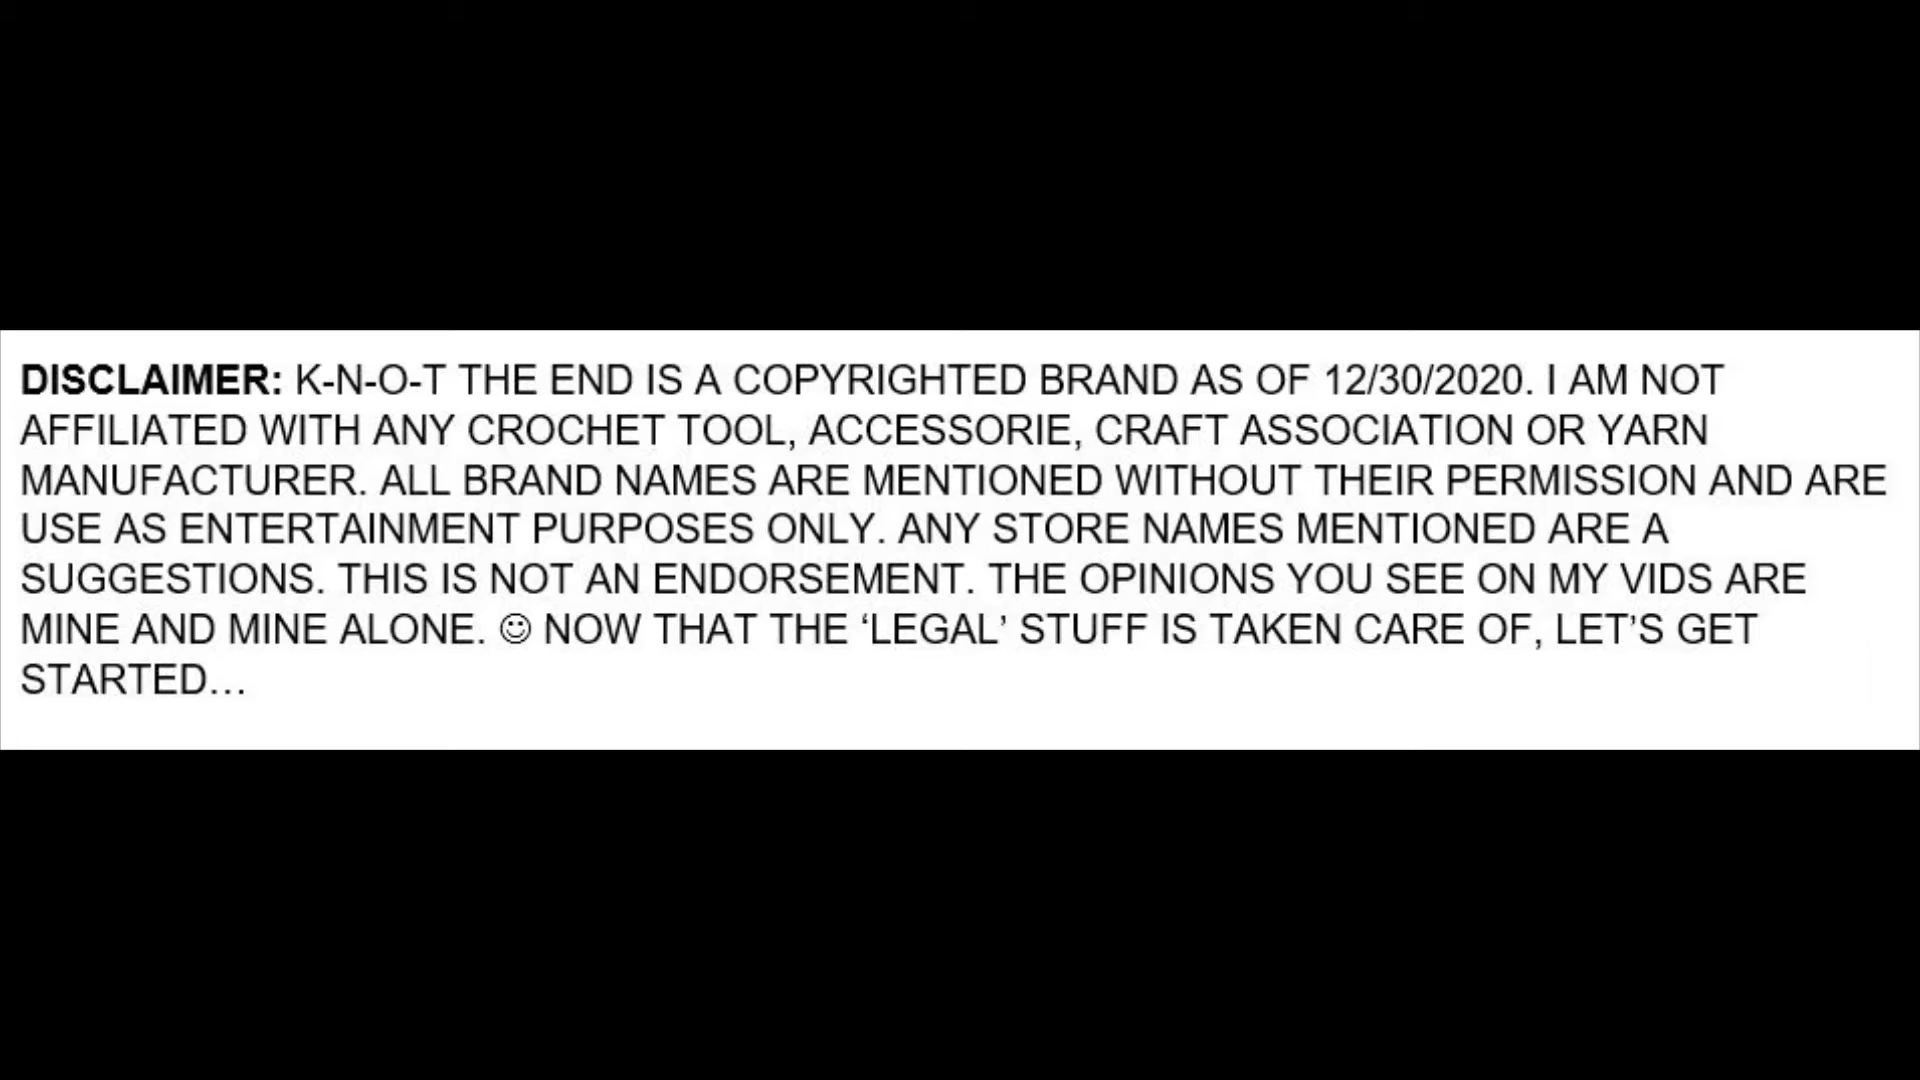 DISCLAIMER: K-N-O-T THE END IS A COPYRIGHTED BRAND AS OF 12/30/2020. I AM NOT
AFFILIATED WITH ANY CROCHET TOOL, ACCESSORIE, CRAFT ASSOCIATION OR YARN
MANUFACTURER. ALL BRAND NAMES ARE MENTIONED WITHOUT THEIR PERMISSION AND ARE
USE AS ENTERTAINMENT PURPOSES ONLY. ANY STORE NAMES MENTIONED ARE A
SUGGESTIONS. THIS IS NOT AN ENDORSEMENT. THE OPINIONS YOU SEE ON MY VIDS ARE
MINE AND MINE ALONE. ☺ NOW THAT THE ‘LEGAL’ STUFF IS TAKEN CARE OF, LET’S GET
STARTED…